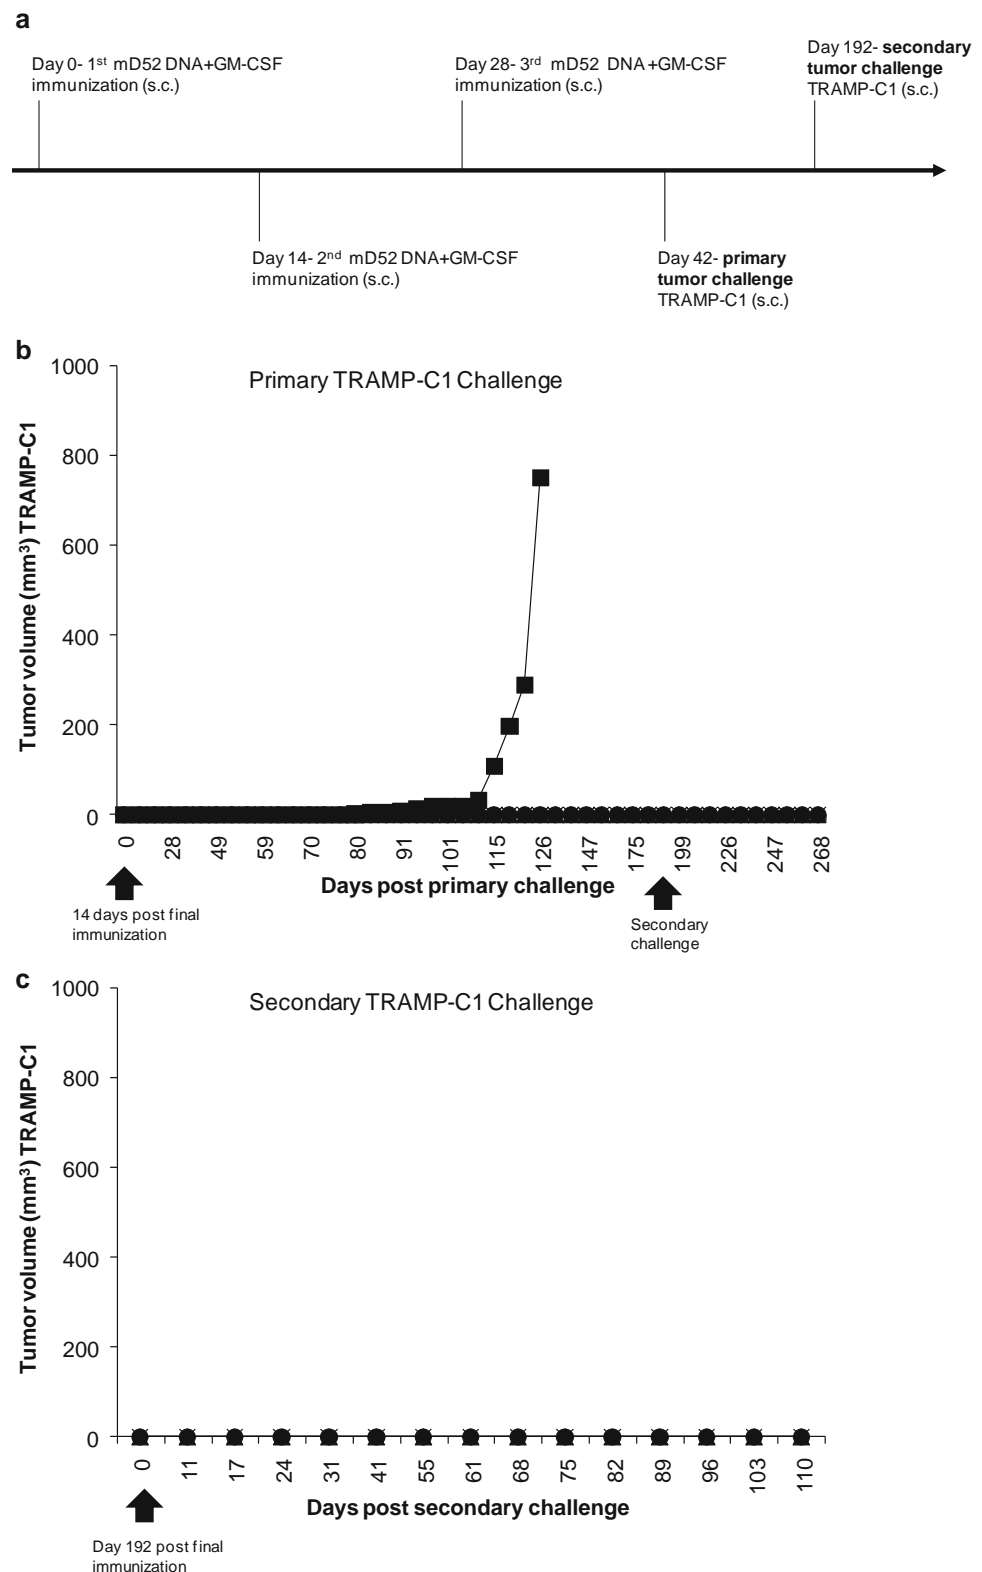 a
Day 0- 1st mD52 DNA+GM-CSF
immunization (s.c.)
Day 28- 3rd mD52 DNA+GM-CSF
immunization (s.c.)
Day 192- secondary
tumor challenge
TRAMP-C1 (s.c.)
Day 14- 2nd mD52 DNA+GM-CSF
immunization (s.c.)
Day 42- primary
tumor challenge
TRAMP-C1 (s.c.)
b
Primary TRAMP-C1 Challenge
Tumor volume (mm³) TRAMP-C1
1000
800
600
400
200
0
0 28 49 59 70 80 91 101 115 126 147 175 199 226 247 268
Days post primary challenge
14 days post final
immunization
Secondary
challenge
c
Secondary TRAMP-C1 Challenge
Tumor volume (mm³) TRAMP-C1
1000
800
600
400
200
0
0 11 17 24 31 41 55 61 68 75 82 89 96 103 110
Days post secondary challenge
Day 192 post final
immunization